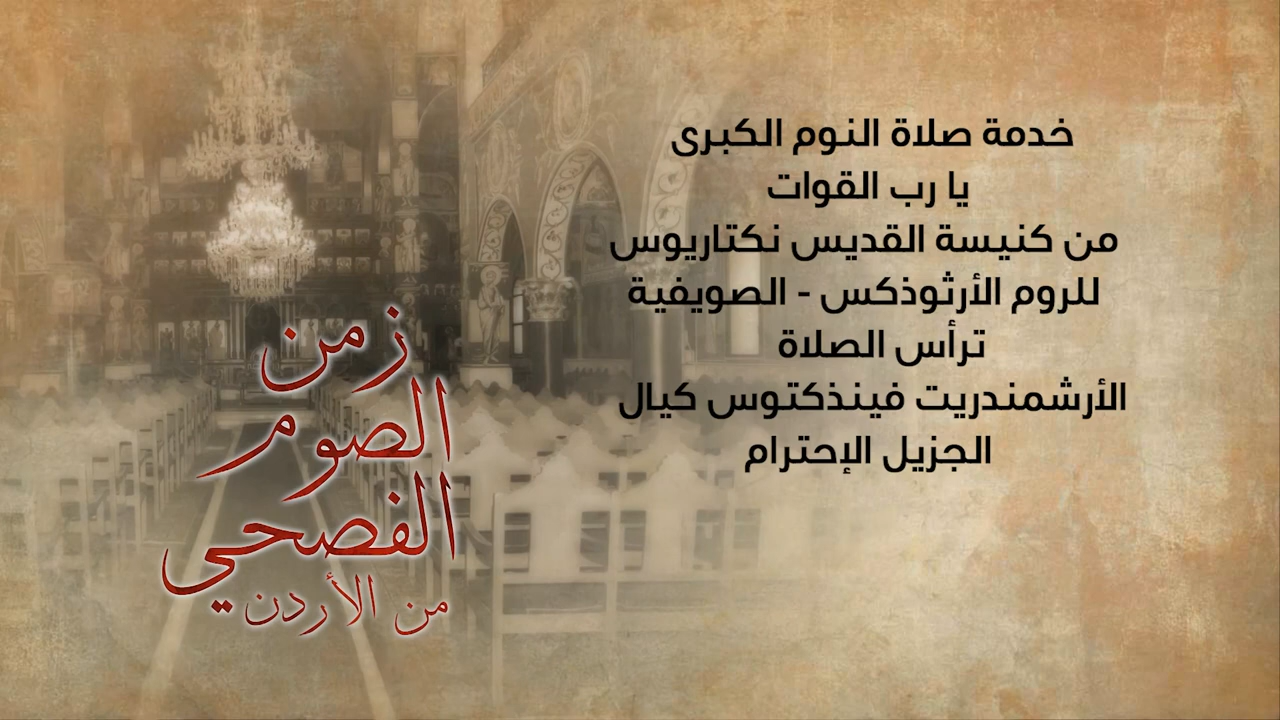 خدمة صلاة النوم الكبرى
يا رب القوات
من كنيسة القديس نكتاريوس
للروم الأرثوذكس - الصويفية
ترأس الصلاة
الأرشمندريت فينذكتوس كيال
الجزيل الإحترام
زمن
الصوم
الفصحي
من الأردن